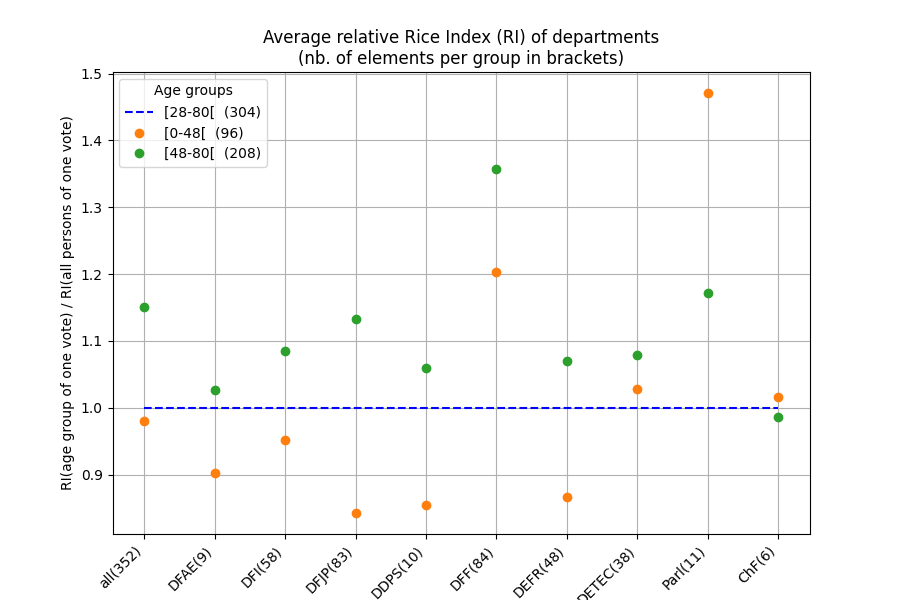 Average relative Rice Index (RI) of departments
(nb. of elements per group in brackets)
RI(age group of one vote) / RI(all persons of one vote)
1.5
1.4
1.3
1.2
1.1
1.0
0.9
Age groups
[28-80[ (304)
[0-48[ (96)
[48-80[ (208)
all(352)
DFAE(9)
DFI(58)
DFJP(83)
DDPS(10)
DFF(84)
DEFR(48)
DETEC(38)
Parl(11)
ChF(6)